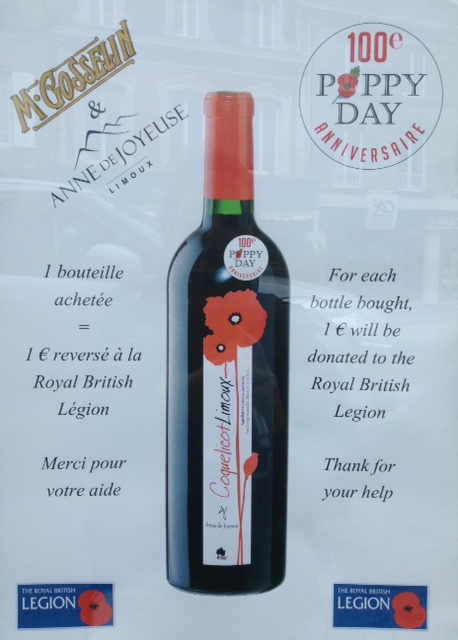 Mᶜ Gosselin
&
ANNE DE JOYEUSE
LIMOUX
100e
POPPY
DAY
ANNIVERSAIRE
100e
POPPY
DAY
ANNIVERSAIRE
1 bouteille
achetée
=
1 € reversé à la
Royal British
Légion
Merci pour
votre aide
Coquelicot Limoux
Anne de Joyeuse
For each
bottle bought,
1 € will be
donated to the
Royal British
Legion
Thank for
your help
THE ROYAL BRITISH
LEGION
THE ROYAL BRITISH
LEGION